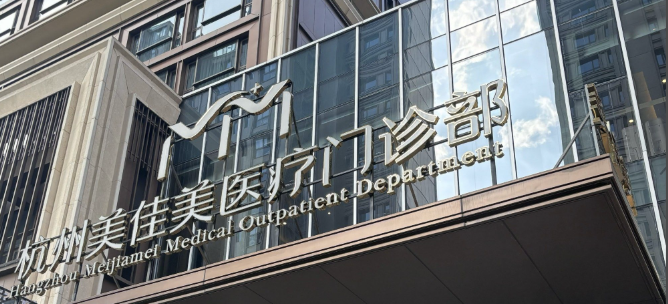 杭州美佳美医疗门诊部
Hangzhou Meijiamei Medical Outpatient Department